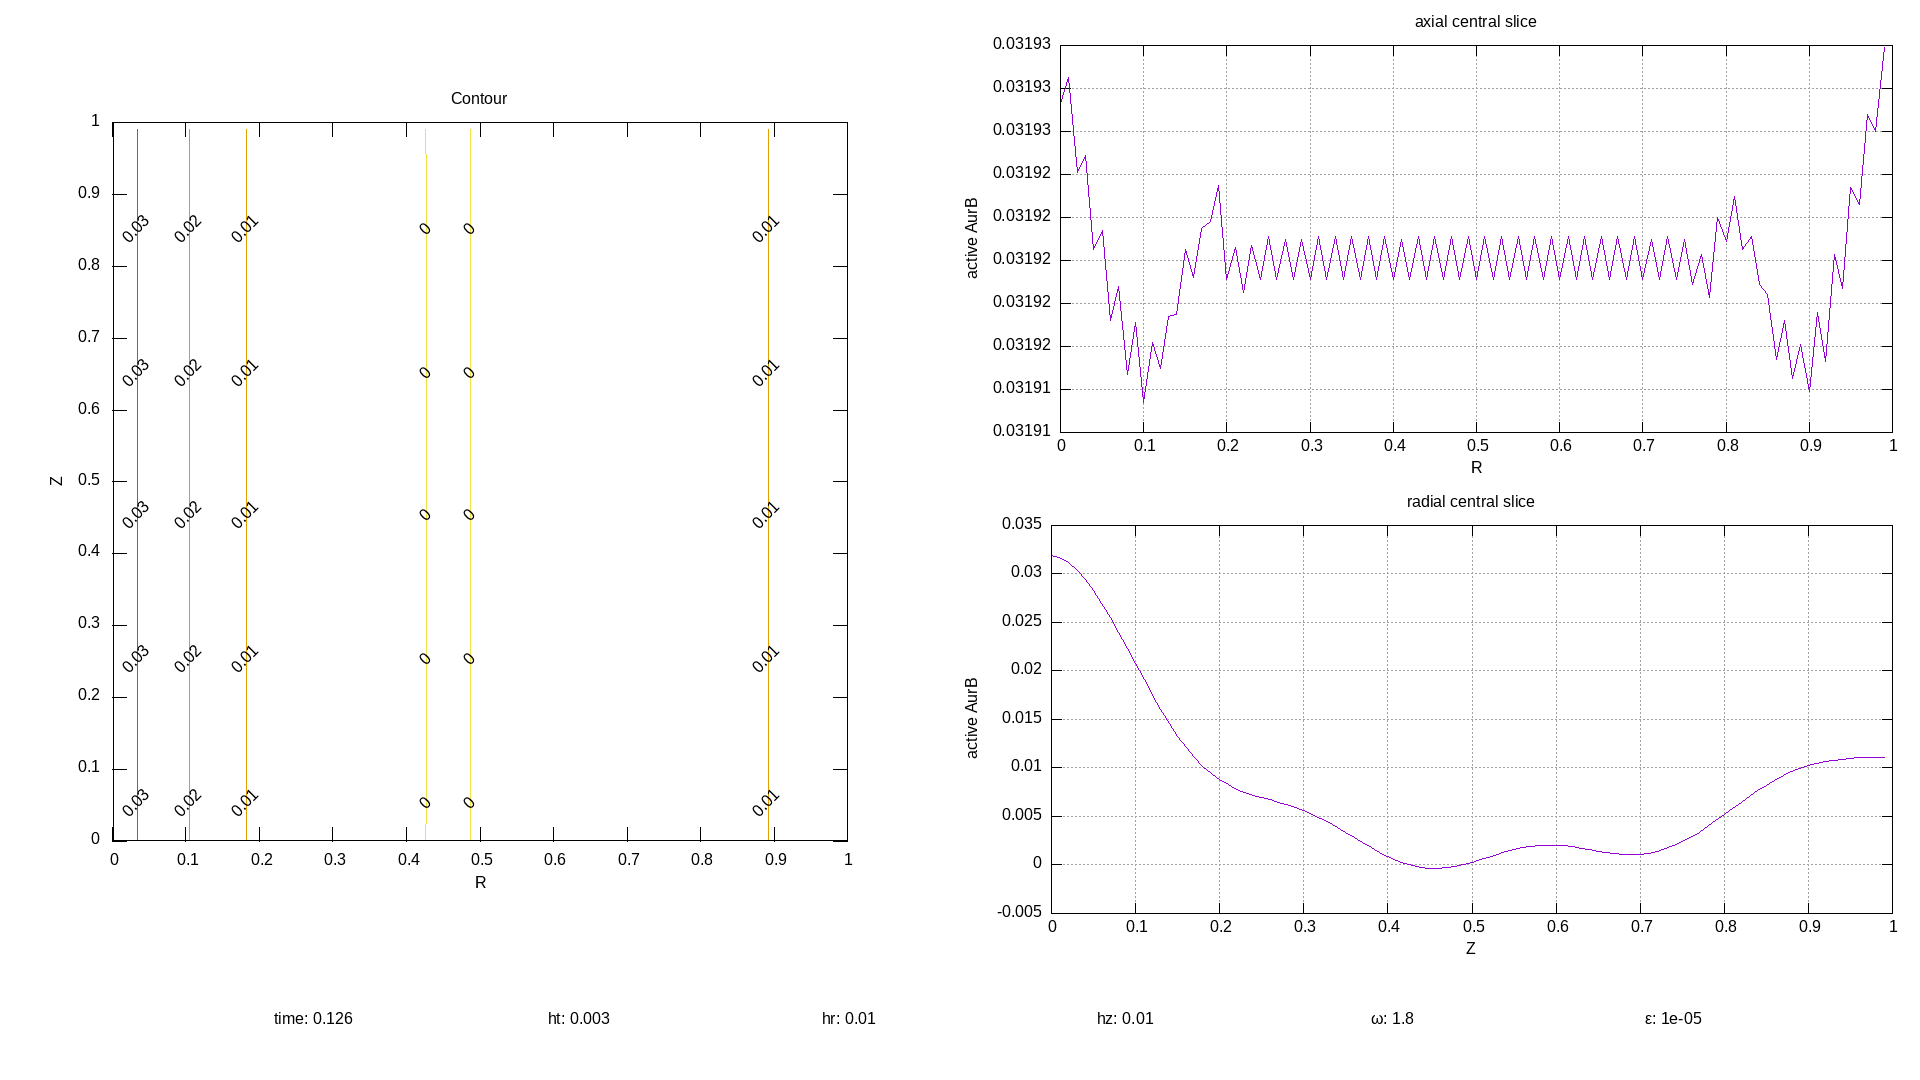 Contour
1
0.9
0.8
0.7
0.6
0.5
0.4
0.3
0.2
0.1
0
Z
0.03 0.02 0.01 0 0 0.01
0.03 0.02 0.01 0 0 0.01
0.03 0.02 0.01 0 0 0.01
0.03 0.02 0.01 0 0 0.01
0.03 0.02 0.01 0 0 0.01
0 0.1 0.2 0.3 0.4 0.5 0.6 0.7 0.8 0.9 1
R
axial central slice
0.03193
0.03193
0.03193
0.03192
0.03192
0.03192
0.03192
0.03192
0.03191
0.03191
active AurB
0 0.1 0.2 0.3 0.4 0.5 0.6 0.7 0.8 0.9 1
R
radial central slice
0.035
0.03
0.025
0.02
0.015
0.01
0.005
0
-0.005
active AurB
0 0.1 0.2 0.3 0.4 0.5 0.6 0.7 0.8 0.9 1
Z
time: 0.126 ht: 0.003 hr: 0.01 hz: 0.01 ω: 1.8 ε: 1e-05